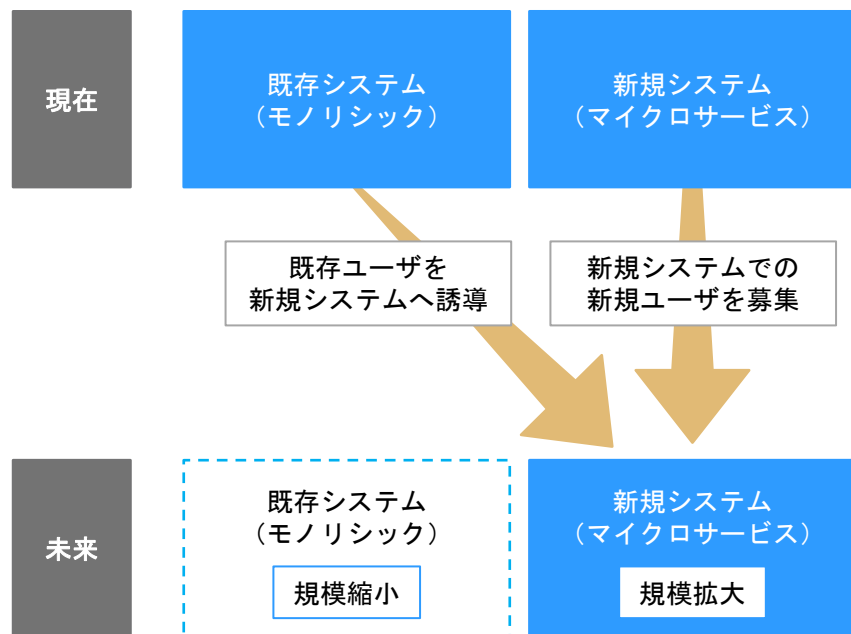 現在
既存システム
（モノリシック）
新規システム
（マイクロサービス）
既存ユーザを
新規システムへ誘導
新規システムでの
新規ユーザを募集
未来
既存システム
（モノリシック）
規模縮小
新規システム
（マイクロサービス）
規模拡大